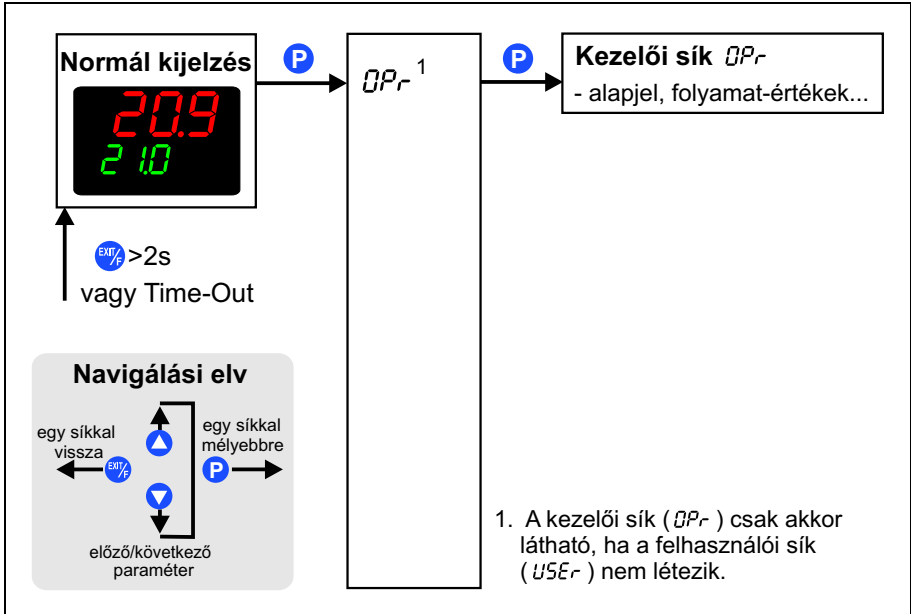 Normál kijelzés
20.9
21.0
P
OPr 1
P
Kezelői sík OPr
- alapjel, folyamat-értékek...
EXIT/F >2s
vagy Time-Out
Navigálási elv
egy síkkal
vissza
EXIT/F
egy síkkal
mélyebbre
P
előző/következő
paraméter
1. A kezelői sík ( OPr ) csak akkor
látható, ha a felhasználói sík
( USEr ) nem létezik.